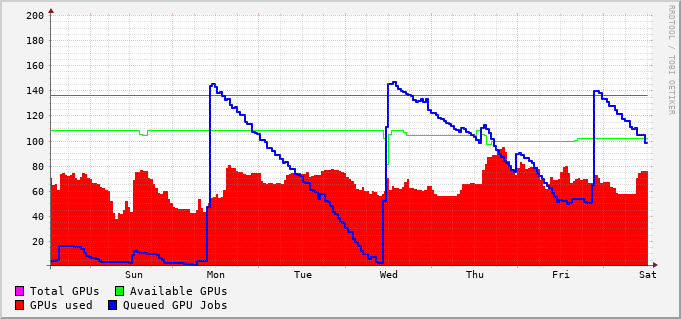 200
180
160
140
120
100
80
60
40
20
Sun Mon Tue Wed Thu Fri Sat
Total GPUs Available GPUs
GPUs used Queued GPU Jobs
RRDTOOL / TOBI OETIKER